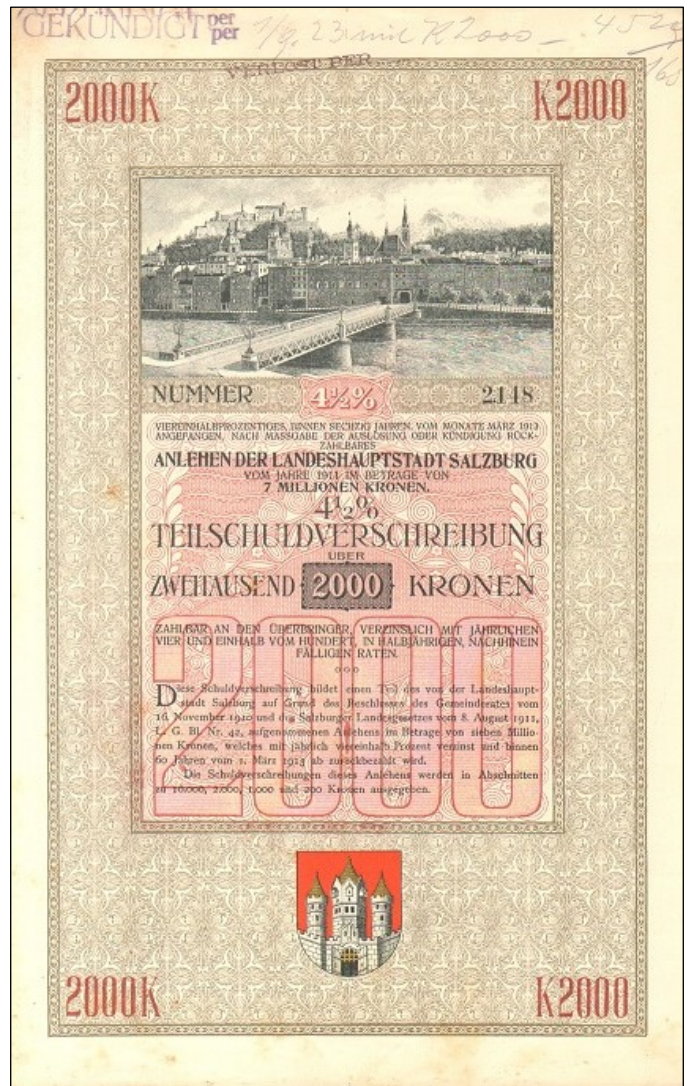 GEKÜNDIGT per
per
1/9. 23 mit K 2000 —
VERLOST PER
2000K K2000
NUMMER 4½% 2148
VIEREINHALBPROZENTIGES, BINNEN SECHZIG JAHREN, VOM MONATE MÄRZ 1913
ANGEFANGEN, NACH MASSGABE DER AUSLOSUNG ODER KÜNDIGUNG RÜCK-
ZAHLBARES
ANLEHEN DER LANDESHAUPTSTADT SALZBURG
VOM JAHRE 1911 IM BETRAGE VON
7 MILLIONEN KRONEN.
4½%
TEILSCHULDVERSCHREIBUNG
ÜBER
ZWEITAUSEND 2000 KRONEN
ZAHLBAR AN DEN ÜBERBRINGER, VERZINSLICH MIT JÄHRLICHEN
VIER UND EINHALB VOM HUNDERT, IN HALBJÄHRIGEN, NACHHINEIN
FÄLLIGEN RATEN.
2000
Diese Schuldverschreibung bildet einen Teil des von der Landeshaupt-
stadt Salzburg auf Grund des Beschlusses des Gemeinderates vom
16. November 1910 und des Salzburger Landesgesetzes vom 8. August 1911,
L. G. Bl. Nr. 42, aufgenommenen Anlehens im Betrage von sieben Millio-
nen Kronen, welches mit jährlich viereinhalb Prozent verzinst und binnen
60 Jahren vom 1. März 1913 ab zurückbezahlt wird.
Die Schuldverschreibungen dieses Anlehens werden in Abschnitten
zu 10.000, 2.000, 1.000 und 200 Kronen ausgegeben.
2000K K2000